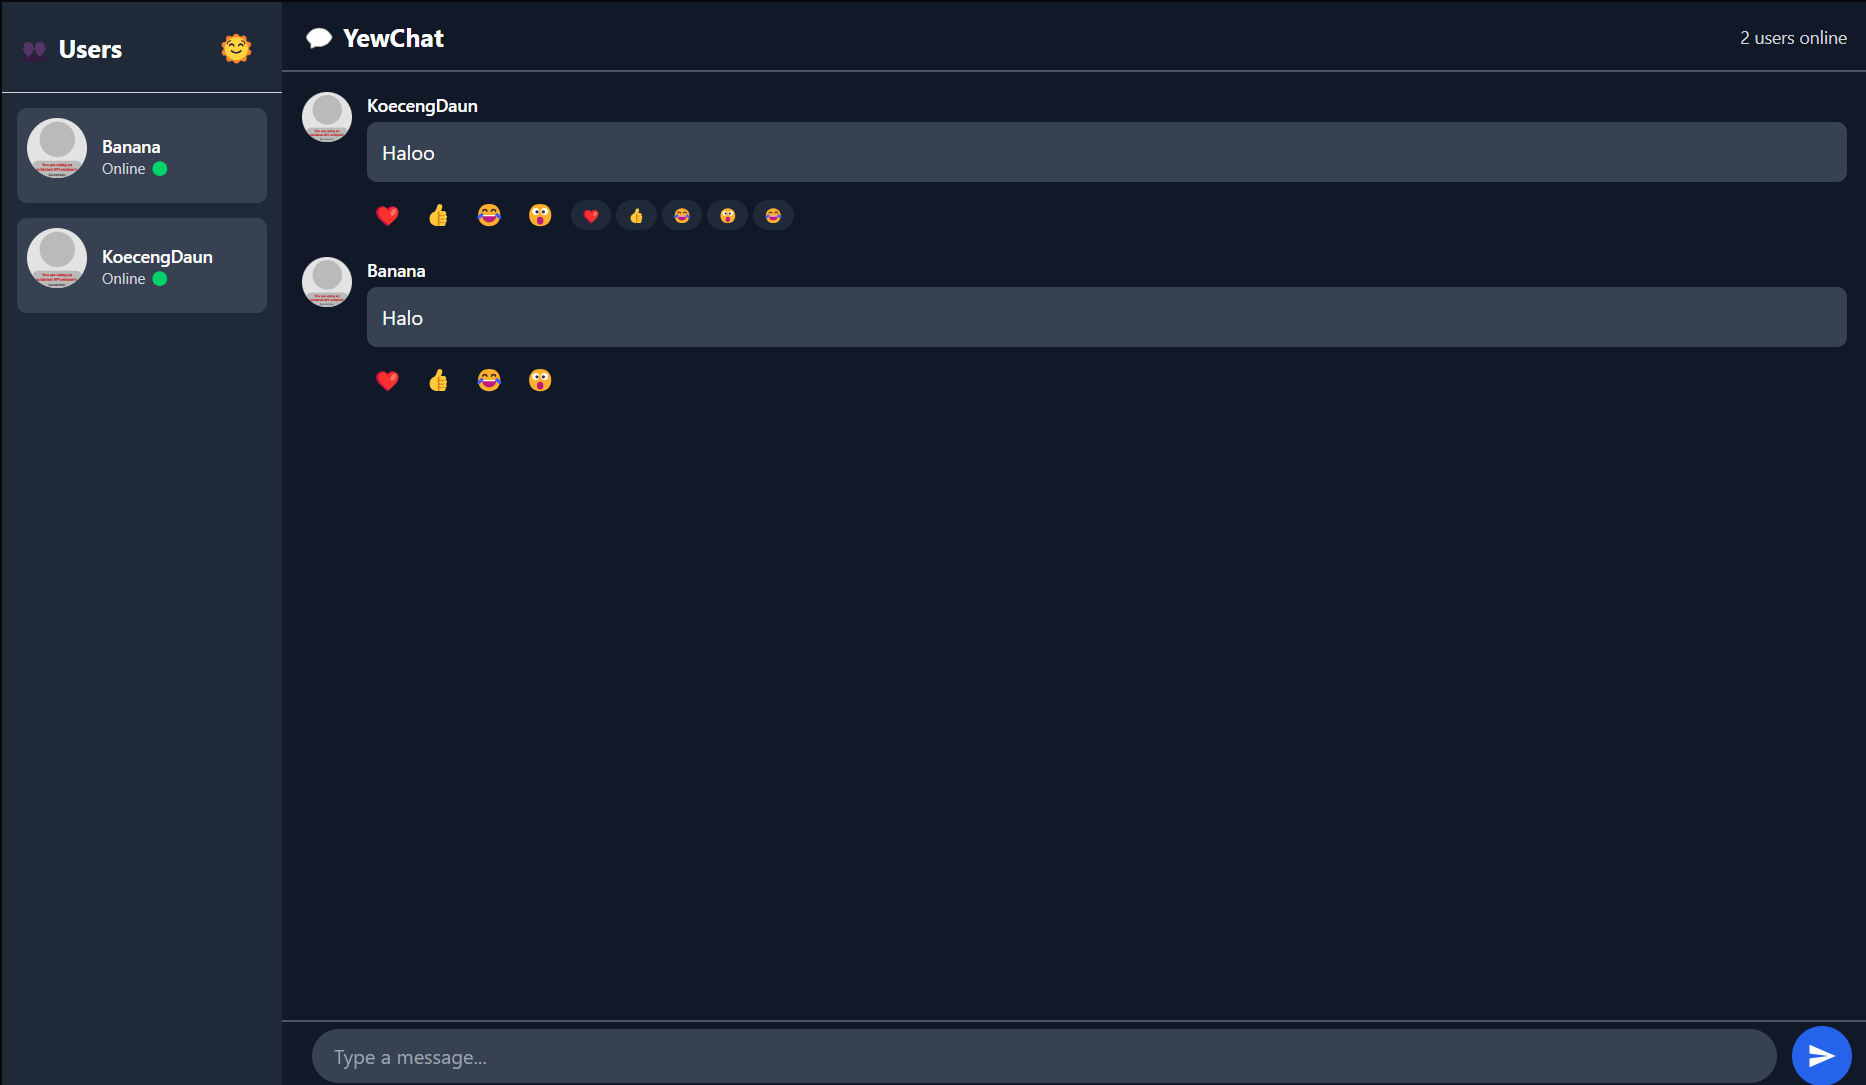 Users
YewChat
2 users online
Banana
Online
KoecengDaun
Online
KoecengDaun
Haloo
Banana
Halo
Type a message...